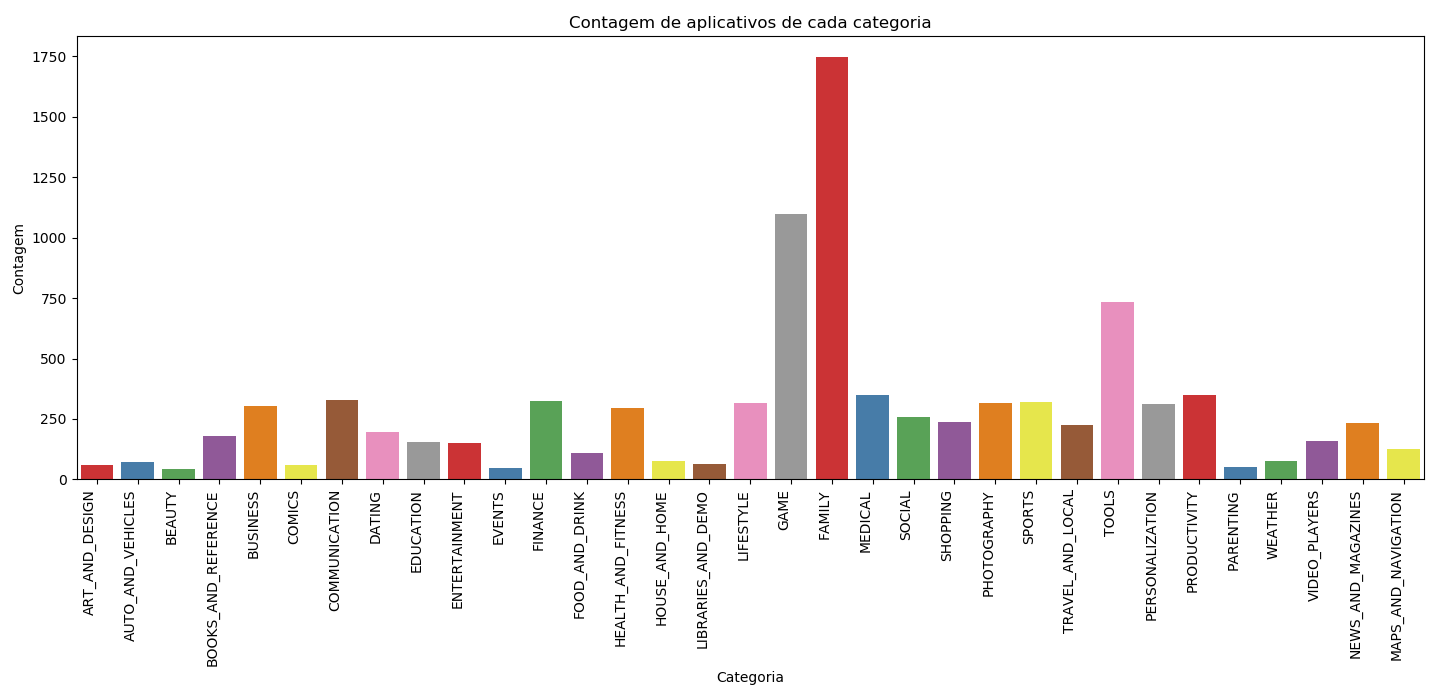 Contagem de aplicativos de cada categoria
1750
1500
1250
1000
750
500
250
0
Contagem
ART_AND_DESIGN
AUTO_AND_VEHICLES
BEAUTY
BOOKS_AND_REFERENCE
BUSINESS
COMICS
COMMUNICATION
DATING
EDUCATION
ENTERTAINMENT
EVENTS
FINANCE
FOOD_AND_DRINK
HEALTH_AND_FITNESS
HOUSE_AND_HOME
LIBRARIES_AND_DEMO
LIFESTYLE
GAME
FAMILY
MEDICAL
SOCIAL
SHOPPING
PHOTOGRAPHY
SPORTS
TRAVEL_AND_LOCAL
TOOLS
PERSONALIZATION
PRODUCTIVITY
PARENTING
WEATHER
VIDEO_PLAYERS
NEWS_AND_MAGAZINES
MAPS_AND_NAVIGATION
Categoria